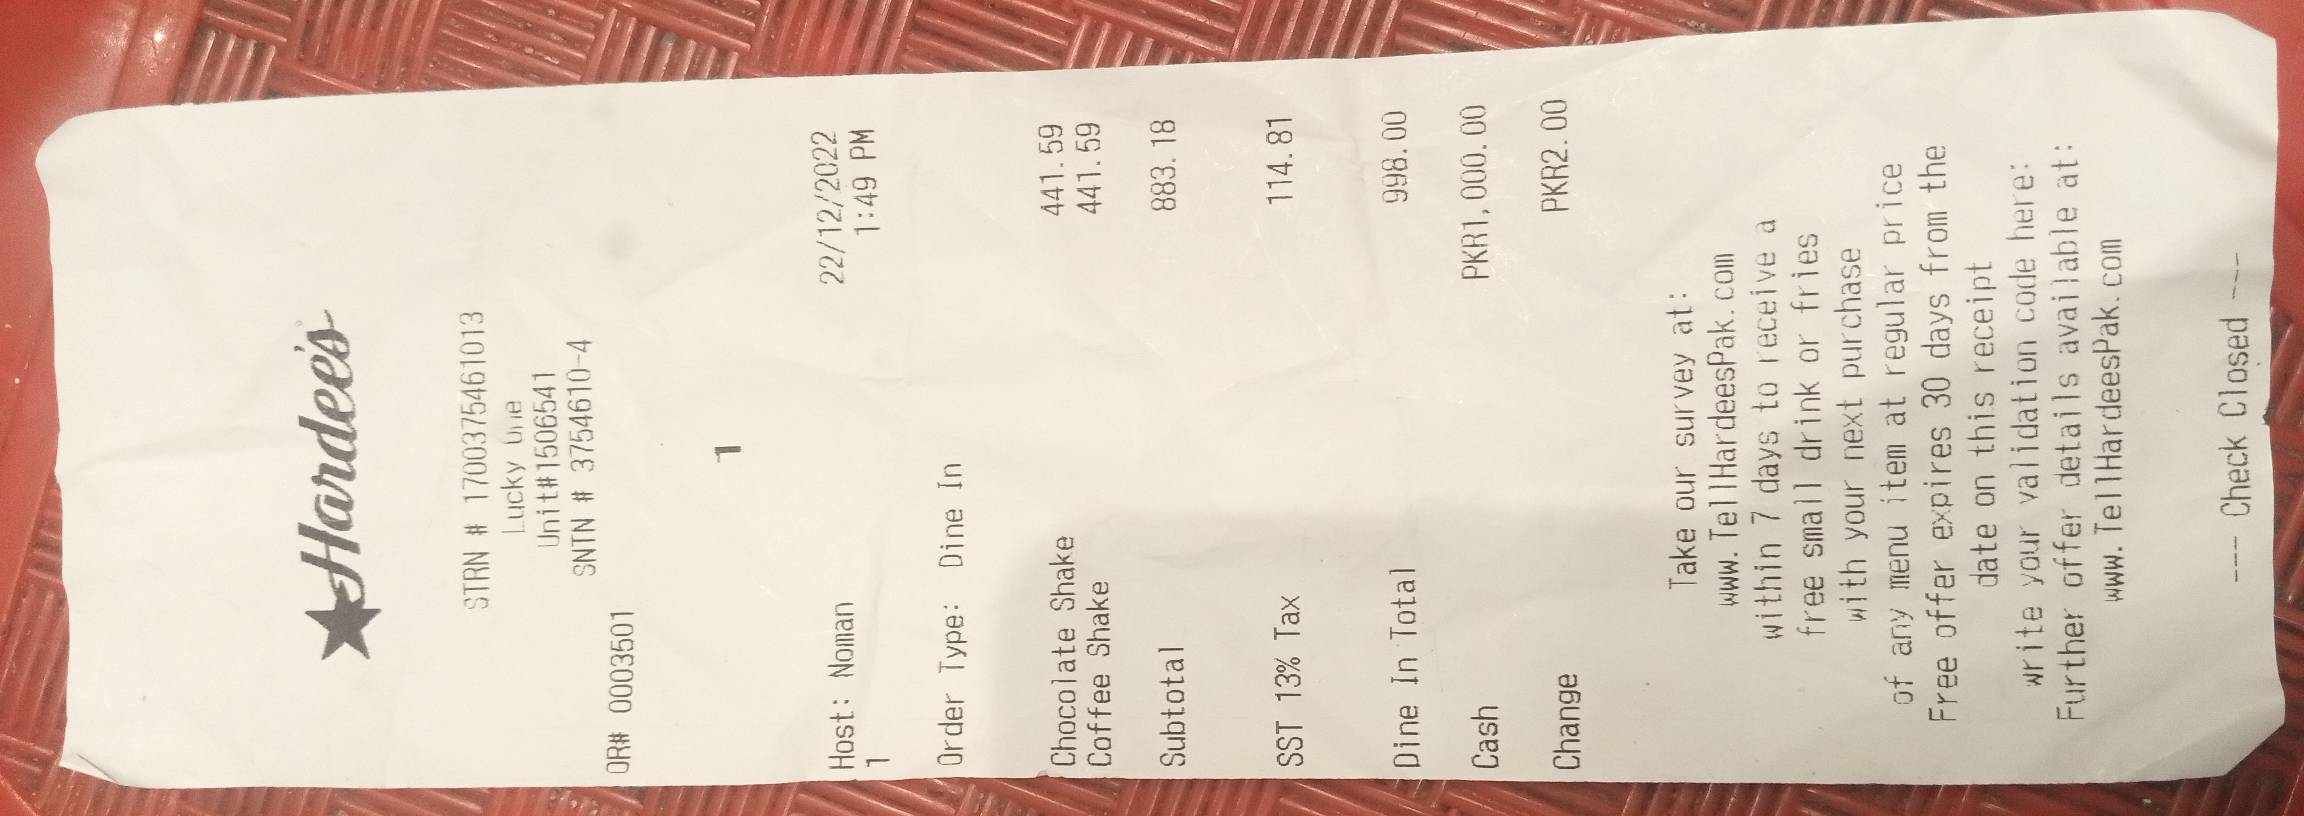 Hardee's
STRN # 1700375461013
Lucky One
Unit#1506541
SNTN # 3754610-4
OR# 0003501
1
Host: Noman 22/12/2022
1 1:49 PM
Order Type: Dine In
Chocolate Shake 441.59
Coffee Shake 441.59
Subtotal 883.18
SST 13% Tax 114.81
Dine In Total 998.00
Cash PKR1,000.00
Change PKR2.00
Take our survey at:
www.TellHardeesPak.com
within 7 days to receive a
free small drink or fries
with your next purchase
of any menu item at regular price
Free offer expires 30 days from the
date on this receipt
write your validation code here:
Further offer details available at:
www.TellHardeesPak.com
--- Check Closed ---